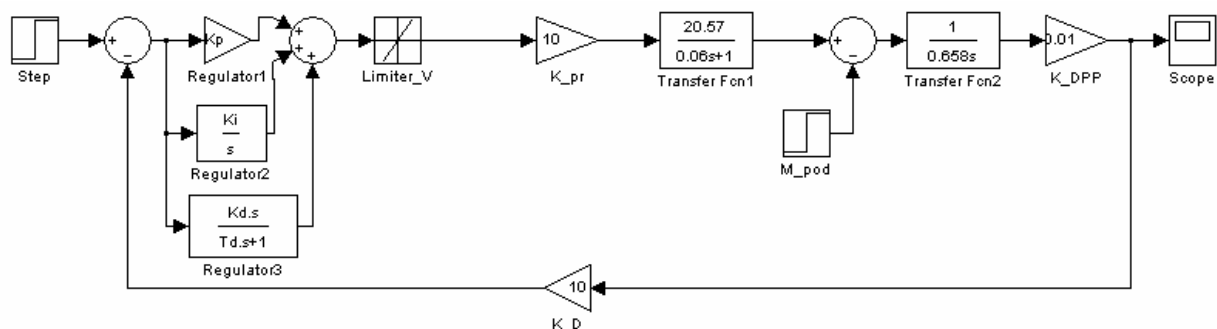 Step
+
−
Kp
Regulator1
Ki
s
Regulator2
Kd.s
Td.s+1
Regulator3
+
+
+
Limiter_V
10
K_pr
20.57
0.06s+1
Transfer Fcn1
+
−
M_pod
1
0.658s
Transfer Fcn2
0.01
K_DPP
Scope
10
K_D